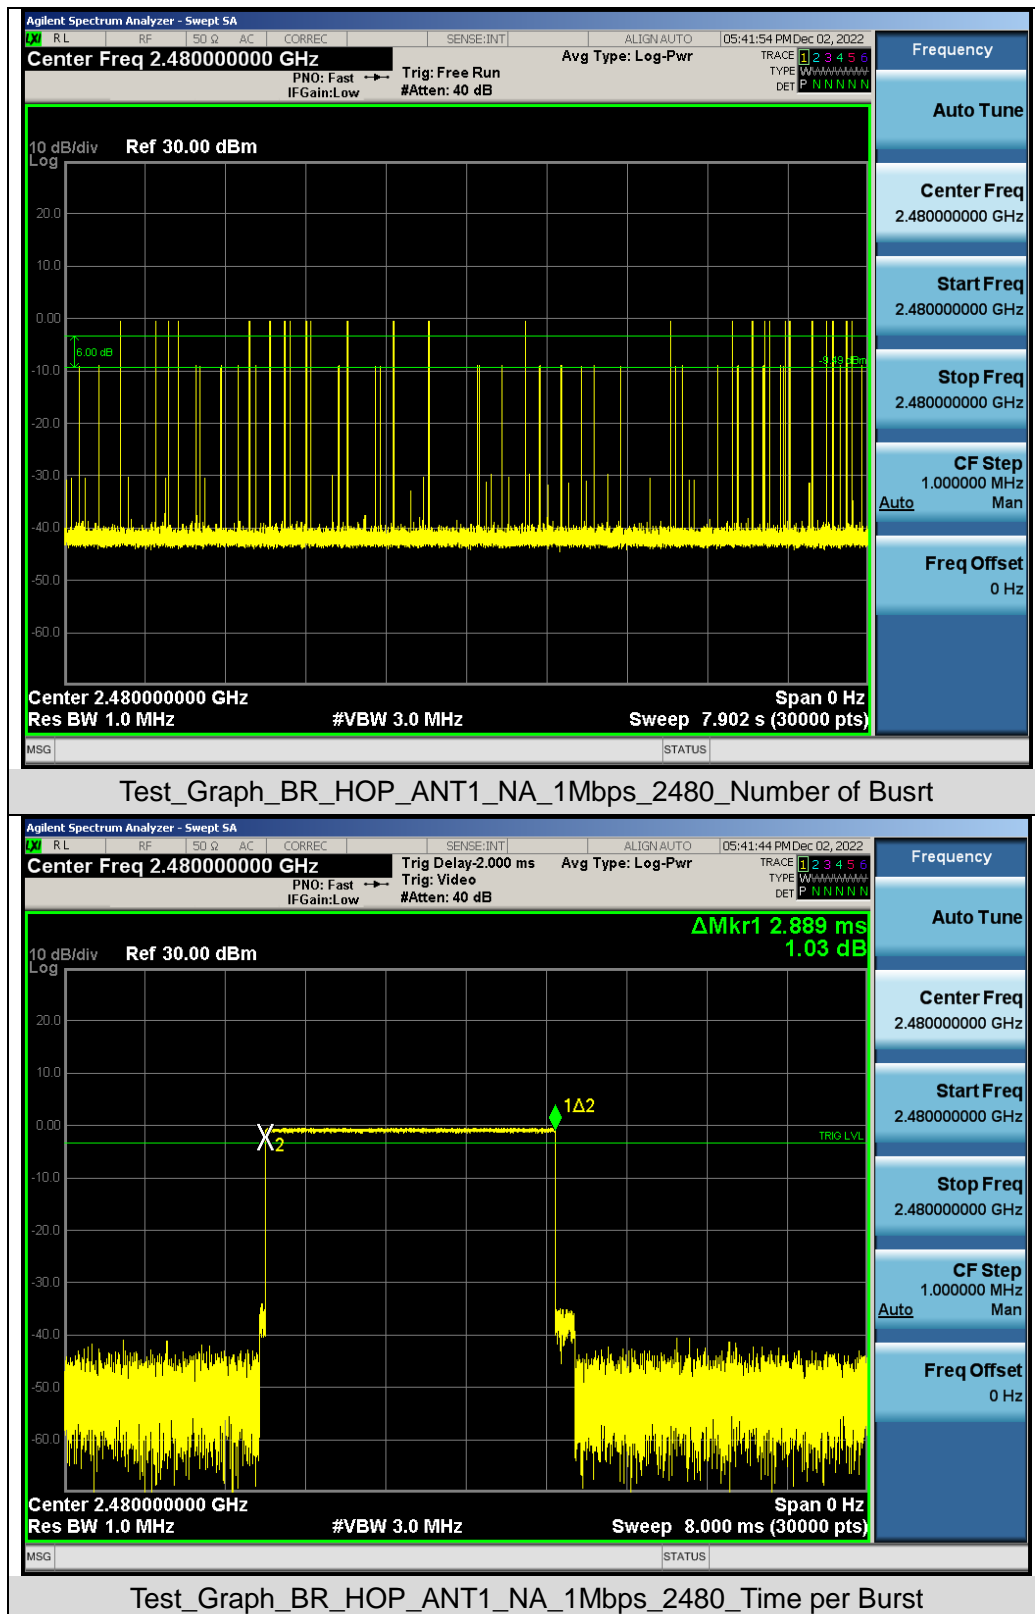 Agilent Spectrum Analyzer - Swept SA
LXI RL RF 50 Ω AC CORREC SENSE:INT ALIGN AUTO 05:41:54 PM Dec 02, 2022
Center Freq 2.480000000 GHz
PNO: Fast
IFGain:Low
Trig: Free Run
#Atten: 40 dB
Avg Type: Log-Pwr
TRACE 1 2 3 4 5 6
TYPE W
DET P N N N N N
10 dB/div Ref 30.00 dBm
Log
20.0
10.0
0.00
6.00 dB
-9.49 dBm
-10.0
-20.0
-30.0
-40.0
-50.0
-60.0
Center 2.480000000 GHz Span 0 Hz
Res BW 1.0 MHz #VBW 3.0 MHz Sweep 7.902 s (30000 pts)
MSG STATUS
Frequency
Auto Tune
Center Freq
2.480000000 GHz
Start Freq
2.480000000 GHz
Stop Freq
2.480000000 GHz
CF Step
1.000000 MHz
Auto Man
Freq Offset
0 Hz
Test_Graph_BR_HOP_ANT1_NA_1Mbps_2480_Number of Busrt
Agilent Spectrum Analyzer - Swept SA
LXI RL RF 50 Ω AC CORREC SENSE:INT ALIGN AUTO 05:41:44 PM Dec 02, 2022
Center Freq 2.480000000 GHz
PNO: Fast
IFGain:Low
Trig Delay-2.000 ms
Trig: Video
#Atten: 40 dB
Avg Type: Log-Pwr
TRACE 1 2 3 4 5 6
TYPE W
DET P N N N N N
ΔMkr1 2.889 ms
1.03 dB
10 dB/div Ref 30.00 dBm
Log
20.0
10.0
0.00
1Δ2
X2
TRIG LVL
-10.0
-20.0
-30.0
-40.0
-50.0
-60.0
Center 2.480000000 GHz Span 0 Hz
Res BW 1.0 MHz #VBW 3.0 MHz Sweep 8.000 ms (30000 pts)
MSG STATUS
Frequency
Auto Tune
Center Freq
2.480000000 GHz
Start Freq
2.480000000 GHz
Stop Freq
2.480000000 GHz
CF Step
1.000000 MHz
Auto Man
Freq Offset
0 Hz
Test_Graph_BR_HOP_ANT1_NA_1Mbps_2480_Time per Burst